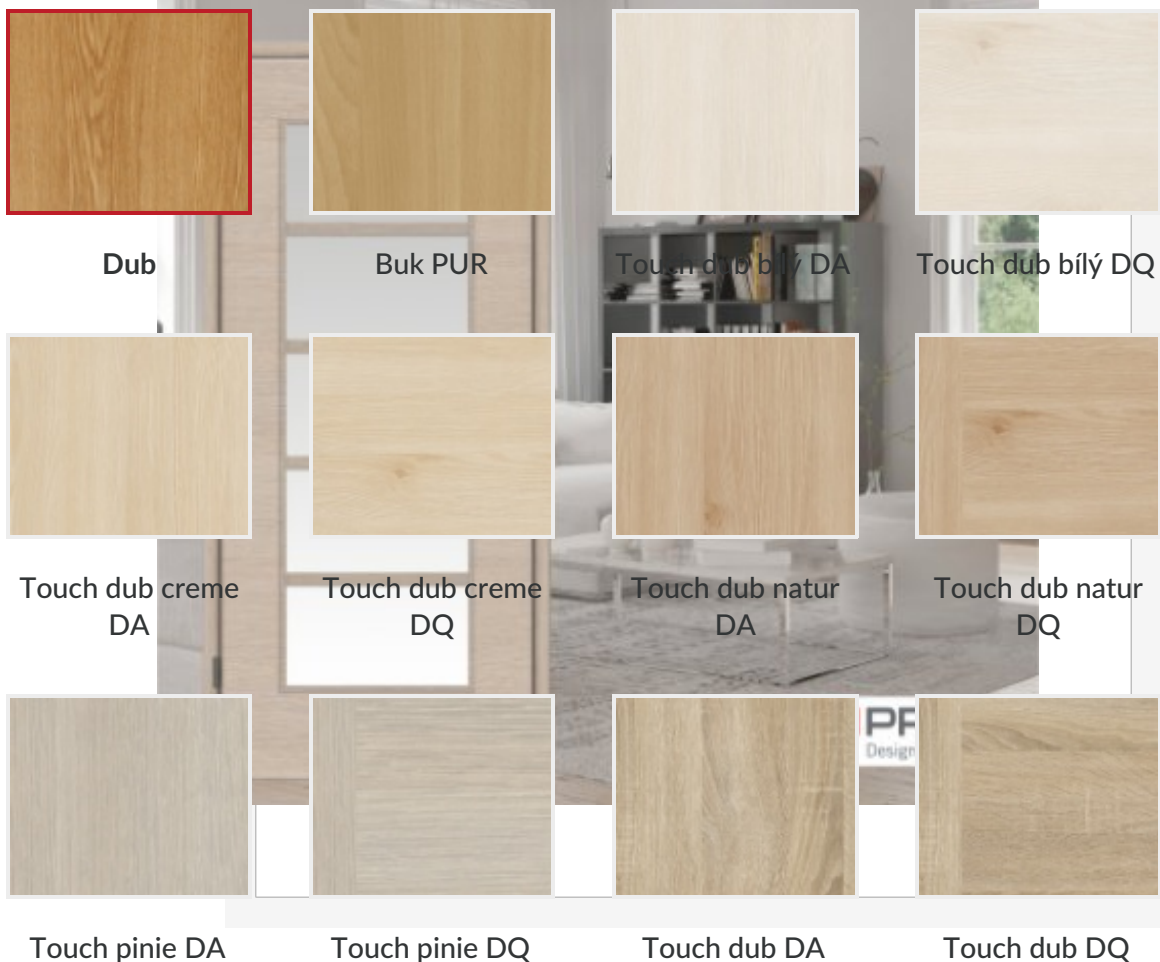 Dub
Buk PUR
Touch dub bílý DA
Touch dub bílý DQ
Touch dub creme
DA
Touch dub creme
DQ
Touch dub natur
DA
Touch dub natur
DQ
Design
Touch pinie DA
Touch pinie DQ
Touch dub DA
Touch dub DQ